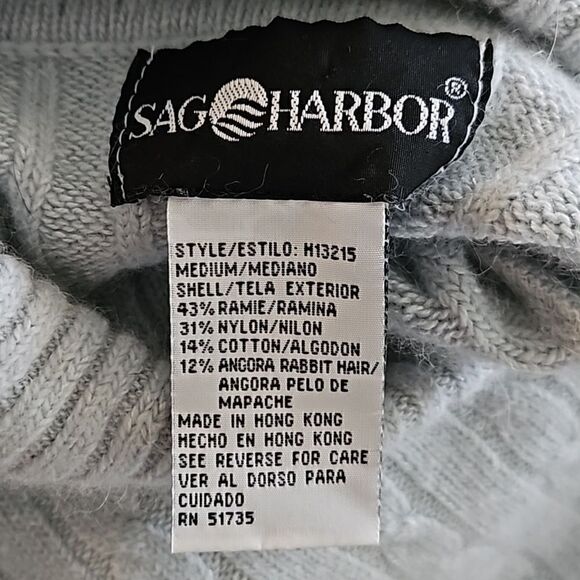 SAG HARBOR®
STYLE/ESTILO: H13215
MEDIUM/MEDIANO
SHELL/TELA EXTERIOR
43% RAMIE/RAMINA
31% NYLON/NILON
14% COTTON/ALGODON
12% ANGORA RABBIT HAIR/
ANGORA PELO DE
MAPACHE
MADE IN HONG KONG
HECHO EN HONG KONG
SEE REVERSE FOR CARE
VER AL DORSO PARA
CUIDADO
RN 51735